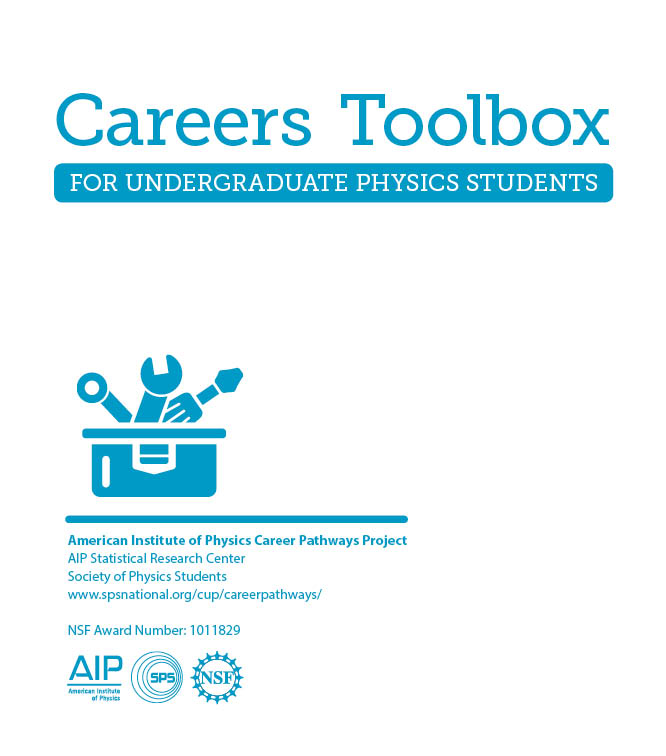 Careers Toolbox
FOR UNDERGRADUATE PHYSICS STUDENTS
American Institute of Physics Career Pathways Project
AIP Statistical Research Center
Society of Physics Students
www.spsnational.org/cup/careerpathways/
NSF Award Number: 1011829
AIP
American Institute
of Physics
SPS
NSF